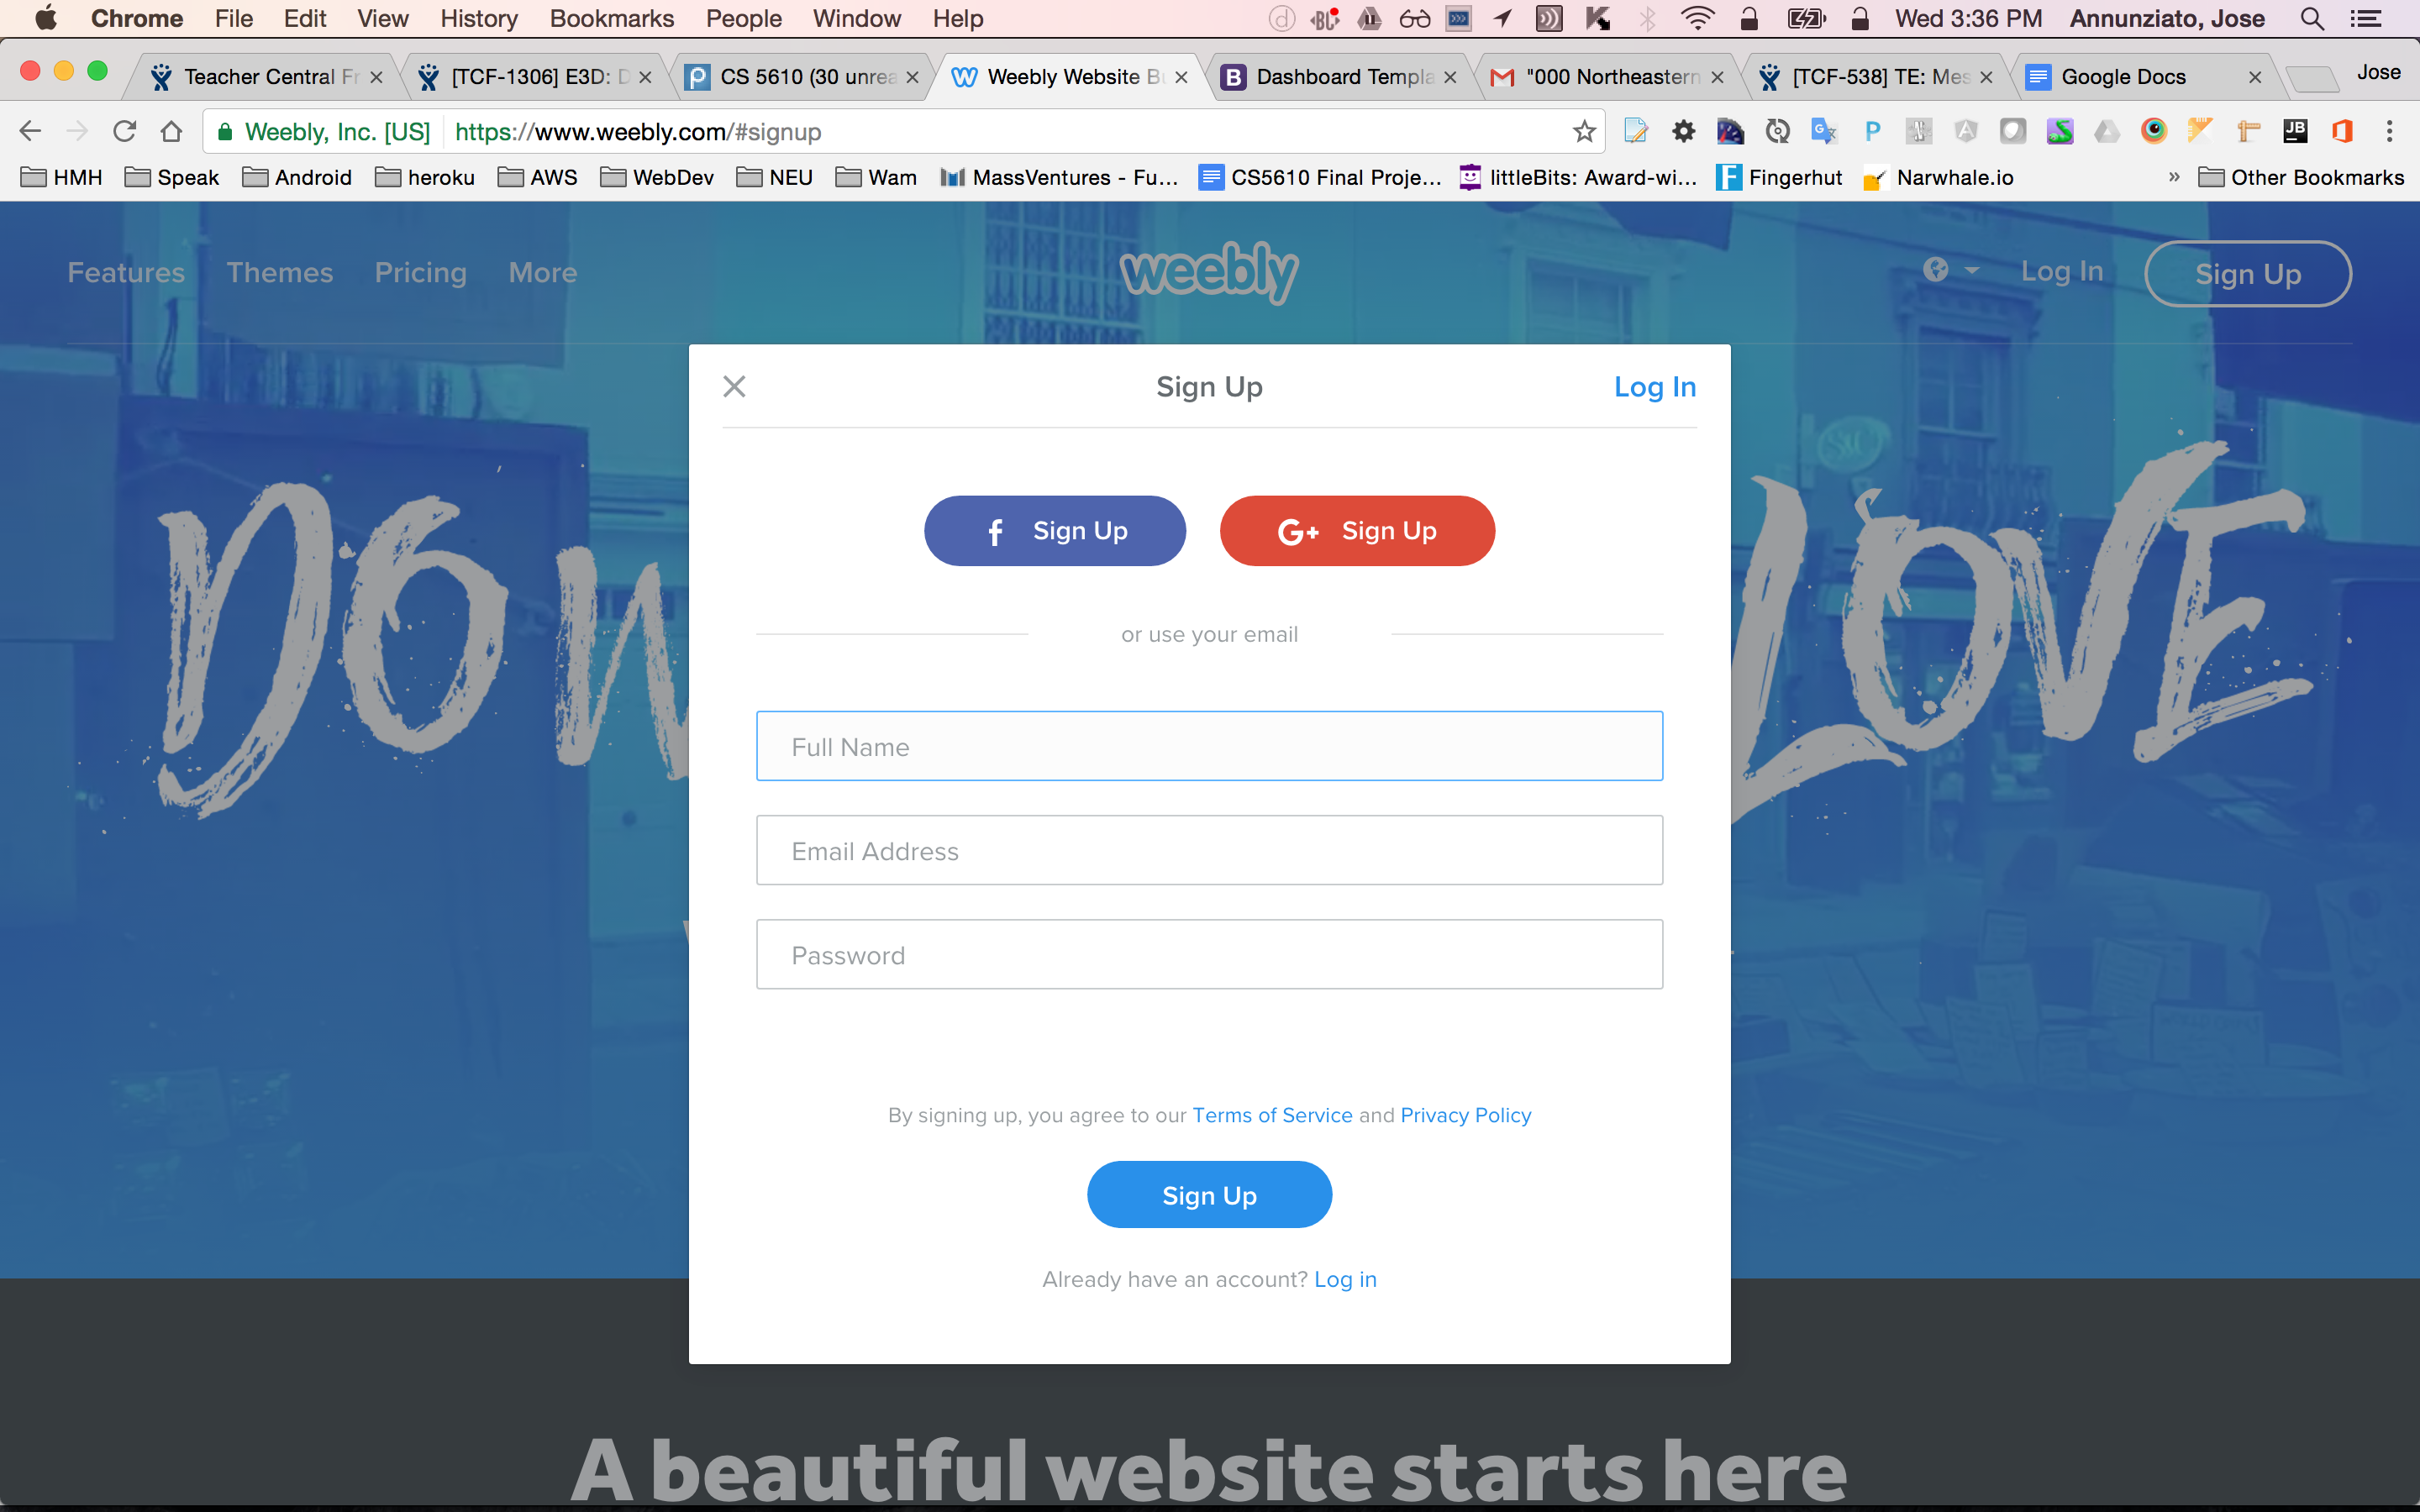 Chrome File Edit View History Bookmarks People Window Help Wed 3:36 PM Annunziato, Jose
Teacher Central Fr [TCF-1306] E3D: D CS 5610 (30 unrea Weebly Website Bu Dashboard Templa "000 Northeastern [TCF-538] TE: Mes Google Docs Jose
Weebly, Inc. [US] https://www.weebly.com/#signup
HMH Speak Android heroku AWS WebDev NEU Wam MassVentures - Fu... CS5610 Final Proje... littleBits: Award-wi... Fingerhut Narwhale.io » Other Bookmarks
Features Themes Pricing More weebly Log In Sign Up
Sign Up Log In
f Sign Up G+ Sign Up
DO LOVE
or use your email
Full Name
Email Address
Password
By signing up, you agree to our Terms of Service and Privacy Policy
Sign Up
Already have an account? Log in
A beautiful website starts here